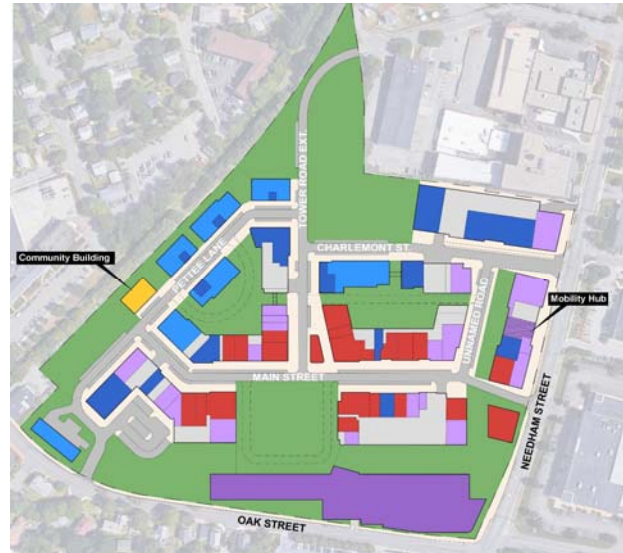 TOWER ROAD EXT.
CHARLEMONT ST.
Community Building
PETTEE LANE
UNNAMED ROAD
Mobility Hub
MAIN STREET
NEEDHAM STREET
OAK STREET